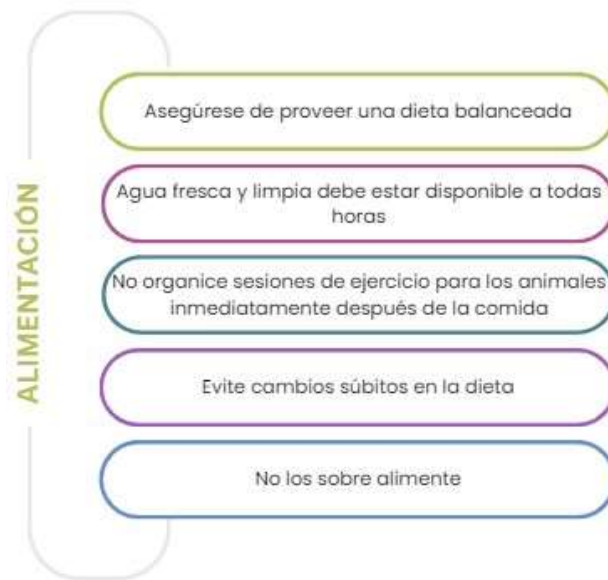 ALIMENTACIÓN
Asegúrese de proveer una dieta balanceada
Agua fresca y limpia debe estar disponible a todas
horas
No organice sesiones de ejercicio para los animales
inmediatamente después de la comida
Evite cambios súbitos en la dieta
No los sobre alimente